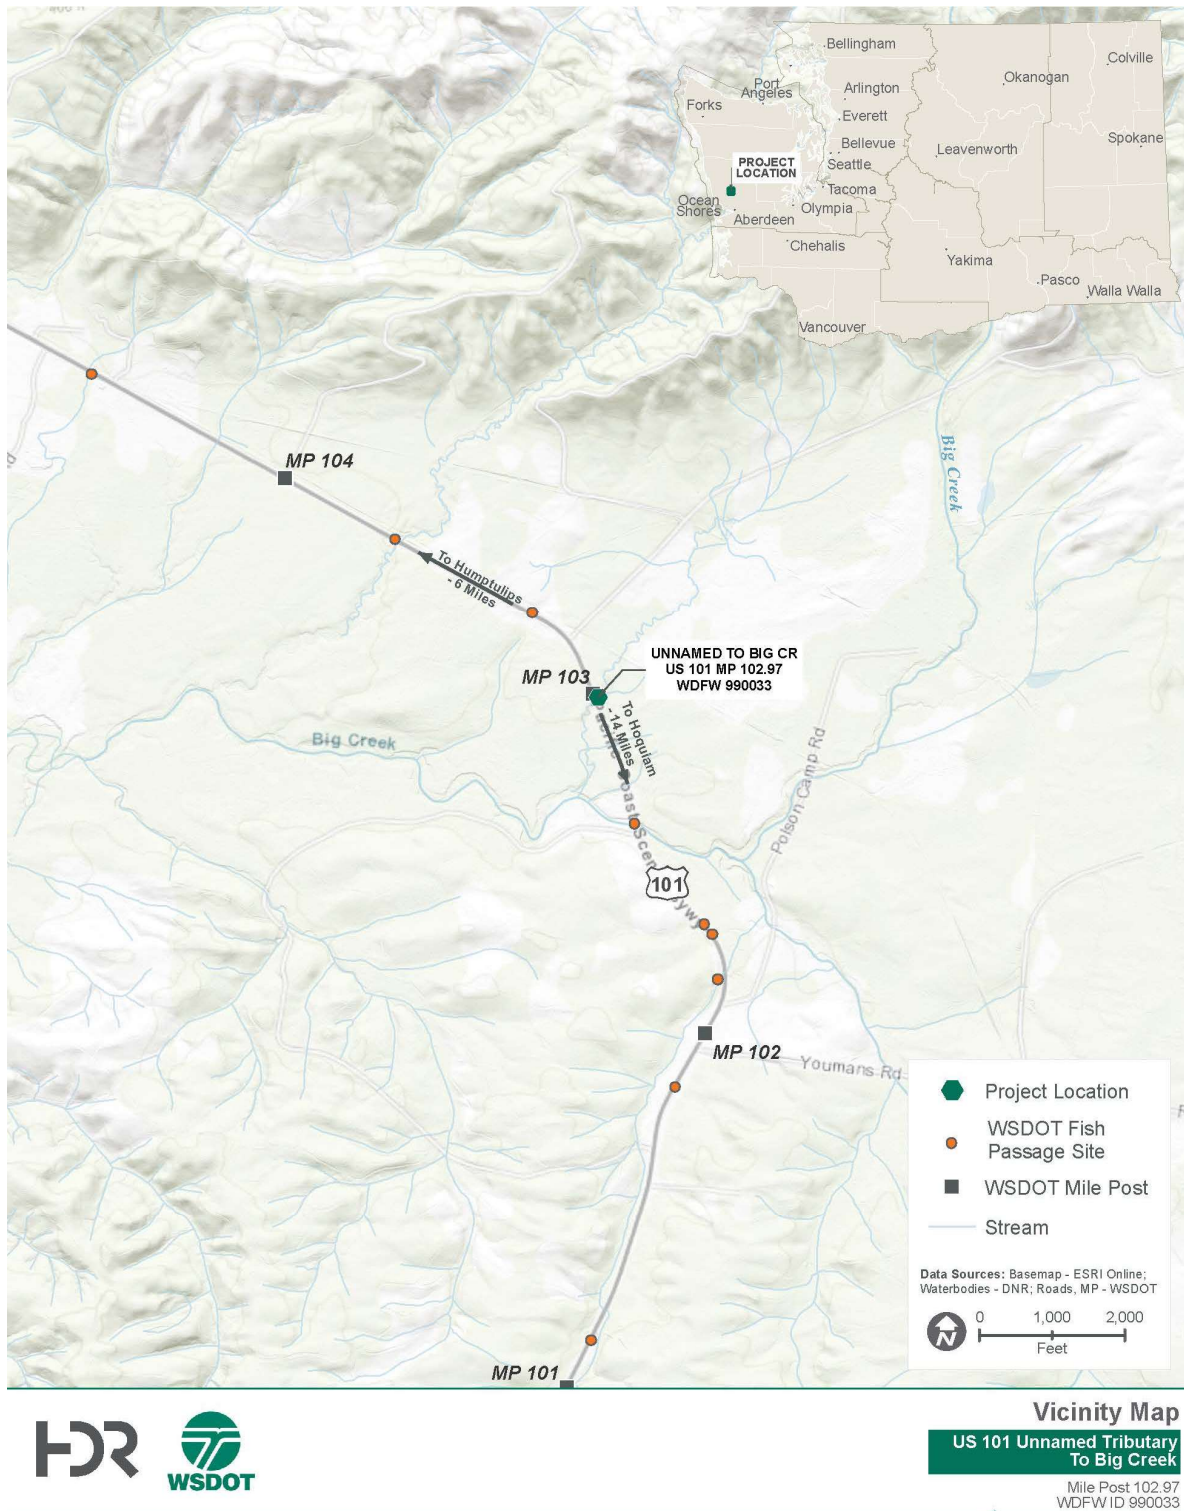 Bellingham
Colville
Okanogan
Port
Angeles
Arlington
Forks
Everett
Spokane
Bellevue
Leavenworth
Seattle
PROJECT
LOCATION
Tacoma
Ocean
Shores
Olympia
Aberdeen
Chehalis
Yakima
Pasco
Walla Walla
Vancouver
Big Creek
MP 104
To Humptulips
- 6 Miles
UNNAMED TO BIG CR
US 101 MP 102.97
WDFW 990033
MP 103
To Hoquiam
- 14 Miles
Big Creek
Polson Camp Rd
101
MP 102
Youmans Rd
Project Location
WSDOT Fish
Passage Site
WSDOT Mile Post
Stream
Data Sources: Basemap - ESRI Online;
Waterbodies - DNR; Roads, MP - WSDOT
N
0 1,000 2,000
Feet
MP 101
HDR
WSDOT
Vicinity Map
US 101 Unnamed Tributary
To Big Creek
Mile Post 102.97
WDFW ID 990033